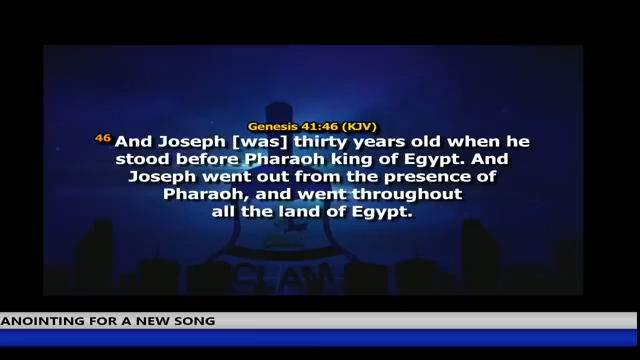 Genesis 41:46 (KJV)
46 And Joseph [was] thirty years old when he
stood before Pharaoh king of Egypt. And
Joseph went out from the presence of
Pharaoh, and went throughout
all the land of Egypt.
CLAM
ANOINTING FOR A NEW SONG